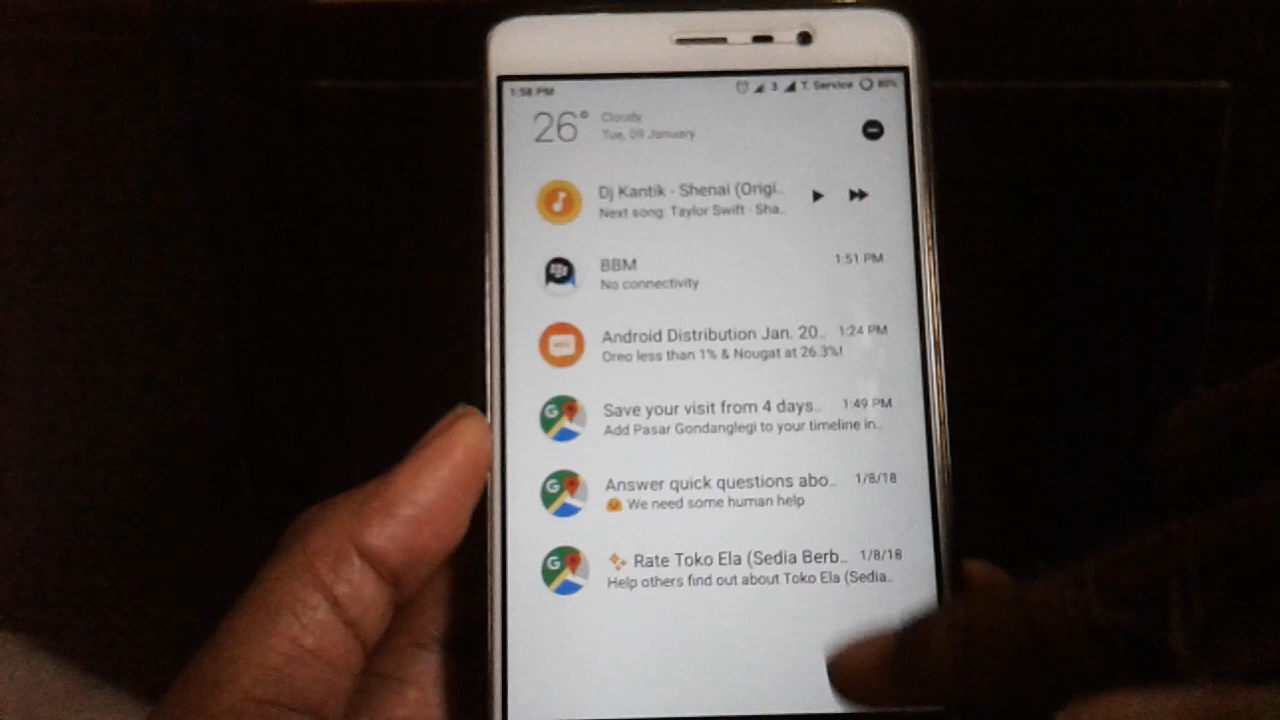 1:58 PM 3 T. Service 80%
26° Cloudy
Tue, 09 January
Dj Kantik - Shenai (Origi..
Next song: Taylor Swift - Sha..
BBM 1:51 PM
No connectivity
Android Distribution Jan. 20.. 1:24 PM
Oreo less than 1% & Nougat at 26.3%!
Save your visit from 4 days.. 1:49 PM
Add Pasar Gondanglegi to your timeline in..
Answer quick questions abo.. 1/8/18
🤗 We need some human help
✨ Rate Toko Ela (Sedia Berb.. 1/8/18
Help others find out about Toko Ela (Sedia..